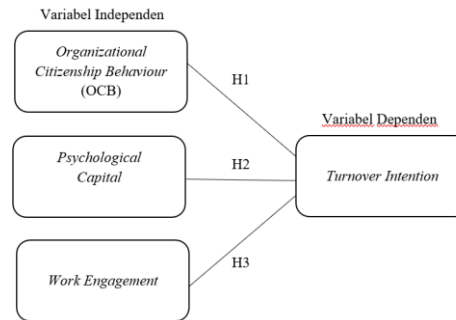 Variabel Independen
Organizational
Citizenship Behaviour
(OCB)
H1
Variabel Dependen
Psychological
Capital
H2
Turnover Intention
H3
Work Engagement